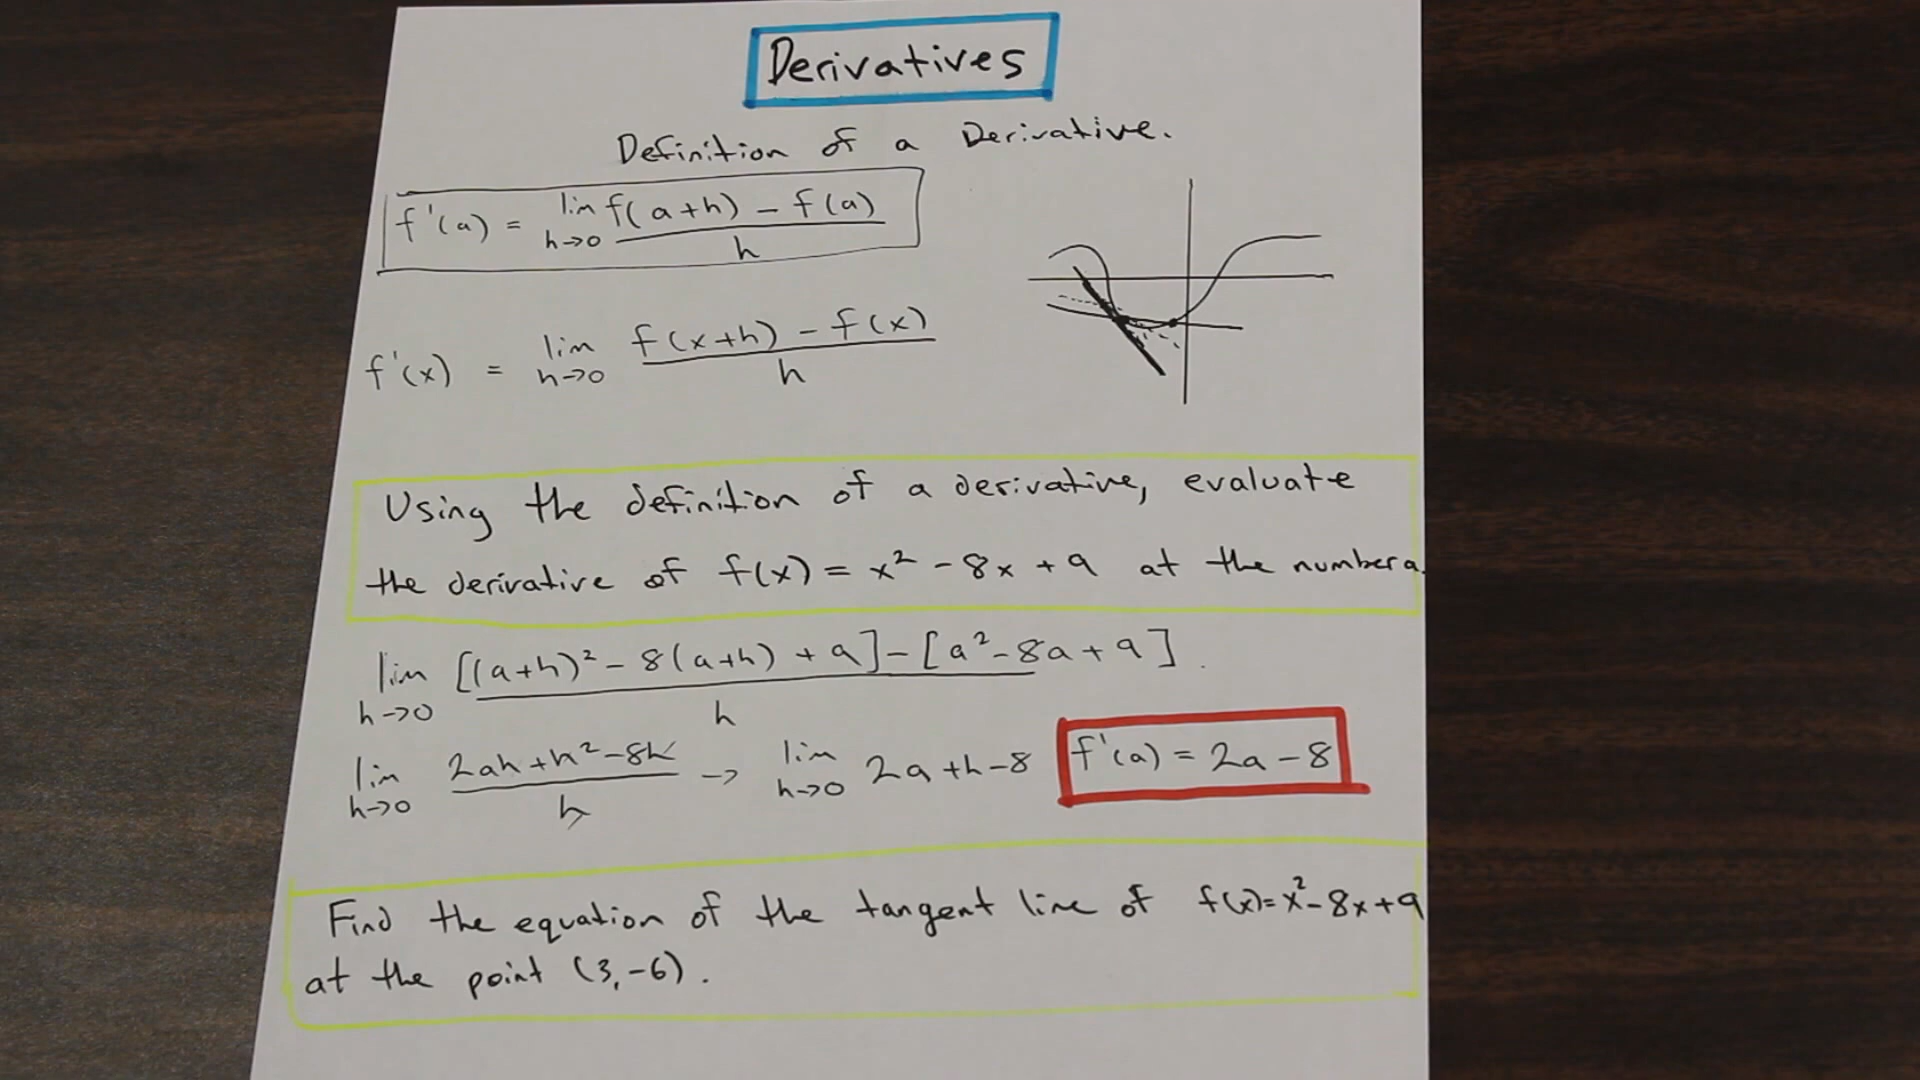 Derivatives
Definition of a Derivative.
f'(a) = lim h→0 f(a+h) - f(a) / h
f'(x) = lim h→0 f(x+h) - f(x) / h
Using the definition of a derivative, evaluate
the derivative of f(x) = x² - 8x + 9 at the number a.
lim h→0 [(a+h)² - 8(a+h) + 9] - [a² - 8a + 9] / h
lim h→0 2ah + h² - 8h / h → lim h→0 2a + h - 8 f'(a) = 2a - 8
Find the equation of the tangent line of f(x) = x² - 8x + 9
at the point (3, -6).